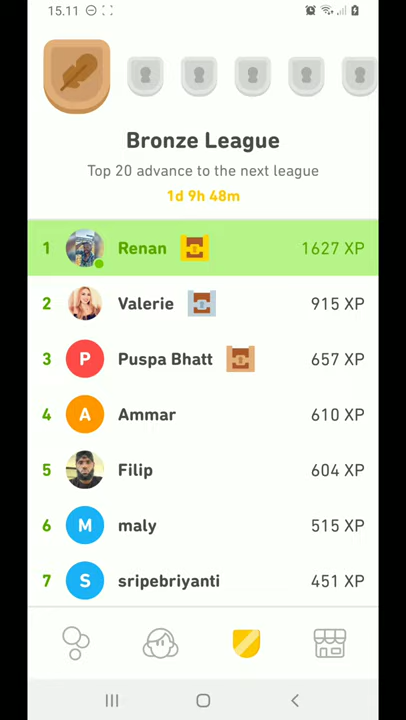 15.11
Bronze League
Top 20 advance to the next league
1d 9h 48m
1 Renan 1627 XP
2 Valerie 915 XP
3 P Puspa Bhatt 657 XP
4 A Ammar 610 XP
5 Filip 604 XP
6 M maly 515 XP
7 S sripebriyanti 451 XP